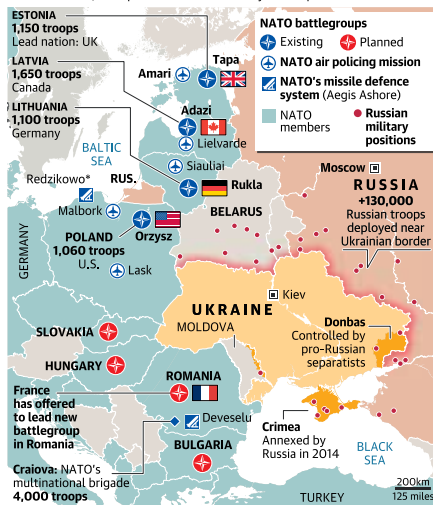 ESTONIA
1,150 troops
Lead nation: UK
LATVIA
1,650 troops
Canada
LITHUANIA
1,100 troops
Germany
BALTIC
SEA
Redzikowo*
RUS.
Malbork
POLAND
1,060 troops
U.S.
Amari
Tapa
Adazi
Lielvarde
Siauliai
Rukla
Orzysz
Lask
BELARUS
GERMANY
NATO battlegroups
Existing
Planned
NATO air policing mission
NATO's missile defence
system (Aegis Ashore)
NATO
members
Russian
military
positions
Moscow
RUSSIA
+130,000
Russian troops
deployed near
Ukrainian border
Kiev
UKRAINE
MOLDOVA
Donbas
Controlled by
pro-Russian
separatists
SLOVAKIA
HUNGARY
ROMANIA
France
has offered
to lead new
battlegroup
in Romania
Deveselu
BULGARIA
Craiova: NATO's
multinational brigade
4,000 troops
Crimea
Annexed by
Russia in 2014
BLACK
SEA
TURKEY
200km
125 miles